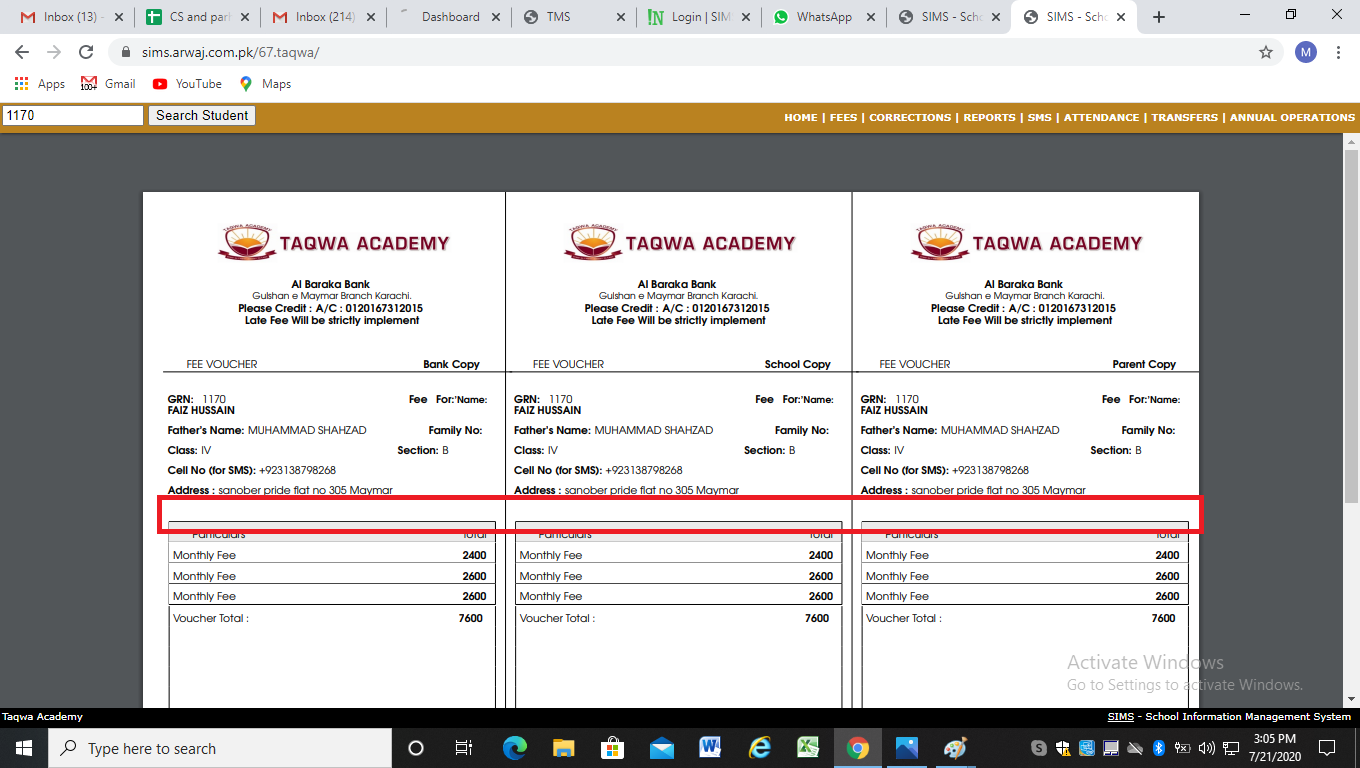 Inbox (13) -
CS and par
Inbox (214)
Dashboard
TMS
Login | SIM
WhatsApp
SIMS - Scho
SIMS - Scho
sims.arwaj.com.pk/67.taqwa/
M
Apps
100+
Gmail
YouTube
Maps
1170
Search Student
HOME | FEES | CORRECTIONS | REPORTS | SMS | ATTENDANCE | TRANSFERS | ANNUAL OPERATIONS
TAQWA ACADEMY
Al Baraka Bank
Gulshan e Maymar Branch Karachi.
Please Credit : A/C : 0120167312015
Late Fee Will be strictly implement
FEE VOUCHER Bank Copy
GRN: 1170 Fee For:'Name:
FAIZ HUSSAIN
Father's Name: MUHAMMAD SHAHZAD Family No:
Class: IV Section: B
Cell No (for SMS): +923138798268
Address : sanober pride flat no 305 Maymar
Particulars Total
Monthly Fee 2400
Monthly Fee 2600
Monthly Fee 2600
Voucher Total : 7600
TAQWA ACADEMY
Al Baraka Bank
Gulshan e Maymar Branch Karachi.
Please Credit : A/C : 0120167312015
Late Fee Will be strictly implement
FEE VOUCHER School Copy
GRN: 1170 Fee For:'Name:
FAIZ HUSSAIN
Father's Name: MUHAMMAD SHAHZAD Family No:
Class: IV Section: B
Cell No (for SMS): +923138798268
Address : sanober pride flat no 305 Maymar
Particulars Total
Monthly Fee 2400
Monthly Fee 2600
Monthly Fee 2600
Voucher Total : 7600
TAQWA ACADEMY
Al Baraka Bank
Gulshan e Maymar Branch Karachi.
Please Credit : A/C : 0120167312015
Late Fee Will be strictly implement
FEE VOUCHER Parent Copy
GRN: 1170 Fee For:'Name:
FAIZ HUSSAIN
Father's Name: MUHAMMAD SHAHZAD Family No:
Class: IV Section: B
Cell No (for SMS): +923138798268
Address : sanober pride flat no 305 Maymar
Particulars Total
Monthly Fee 2400
Monthly Fee 2600
Monthly Fee 2600
Voucher Total : 7600
Activate Windows
Go to Settings to activate Windows.
Taqwa Academy
SIMS - School Information Management System
Type here to search
3:05 PM
7/21/2020